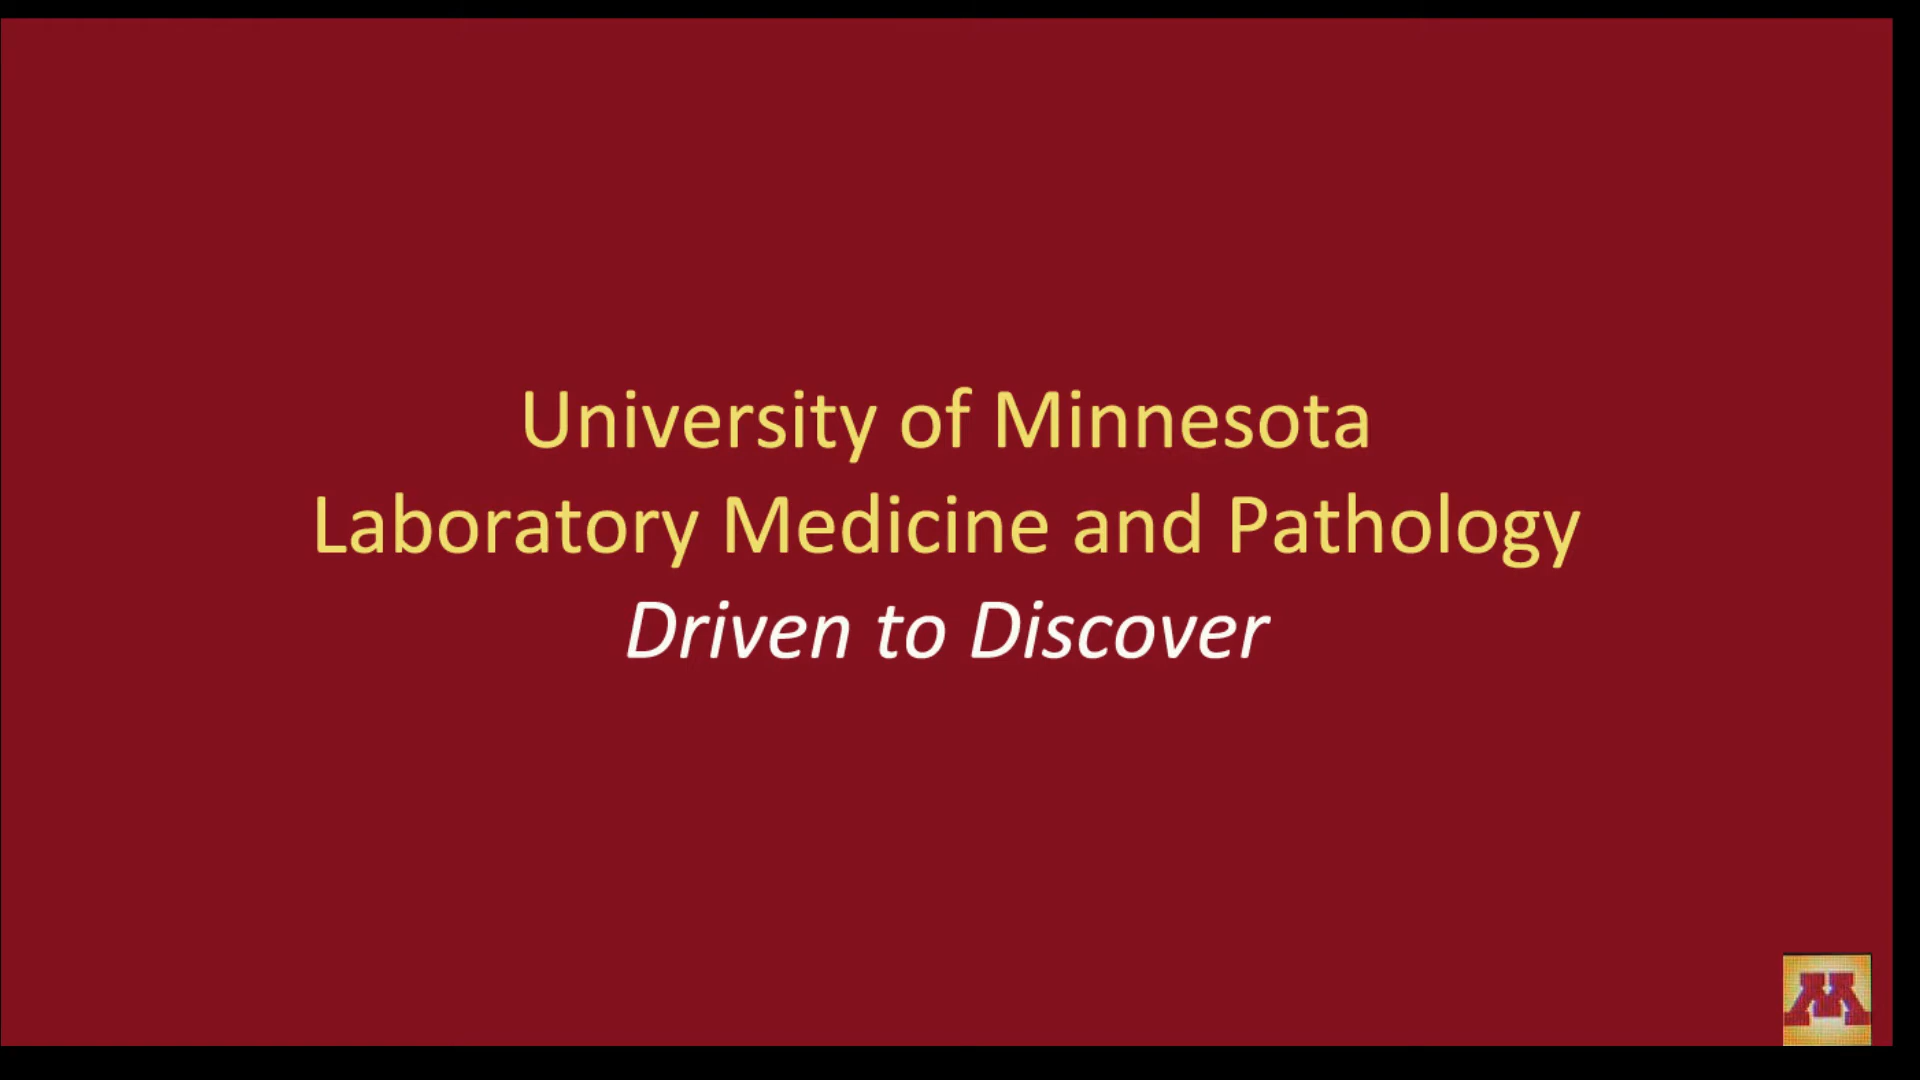 University of Minnesota
Laboratory Medicine and Pathology
Driven to Discover
M